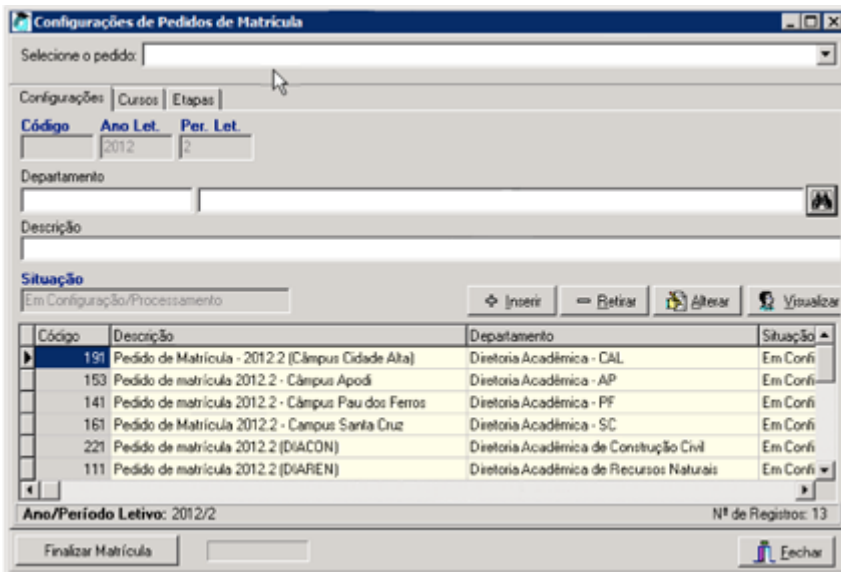 Configurações de Pedidos de Matrícula
Selecione o pedido:
Configurações Cursos Etapas
Código Ano Let. Per. Let.
2012 2
Departamento
Descrição
Situação
Em Configuração/Processamento
Inserir Retirar Alterar Visualizar
Código Descrição Departamento Situação
191 Pedido de Matrícula - 2012.2 (Câmpus Cidade Alta) Diretoria Acadêmica - CAL Em Confi
153 Pedido de matrícula 2012.2 - Câmpus Apodi Diretoria Acadêmica - AP Em Confi
141 Pedido de matrícula 2012.2 - Câmpus Pau dos Ferros Diretoria Acadêmica - PF Em Confi
161 Pedido de Matrícula 2012.2 - Campus Santa Cruz Diretoria Acadêmica - SC Em Confi
221 Pedido de matrícula 2012.2 (DIACON) Diretoria Acadêmica de Construção Civil Em Confi
111 Pedido de matrícula 2012.2 (DIAREN) Diretoria Acadêmica de Recursos Naturais Em Confi
Ano/Período Letivo: 2012/2 Nº de Registros: 13
Finalizar Matrícula Fechar